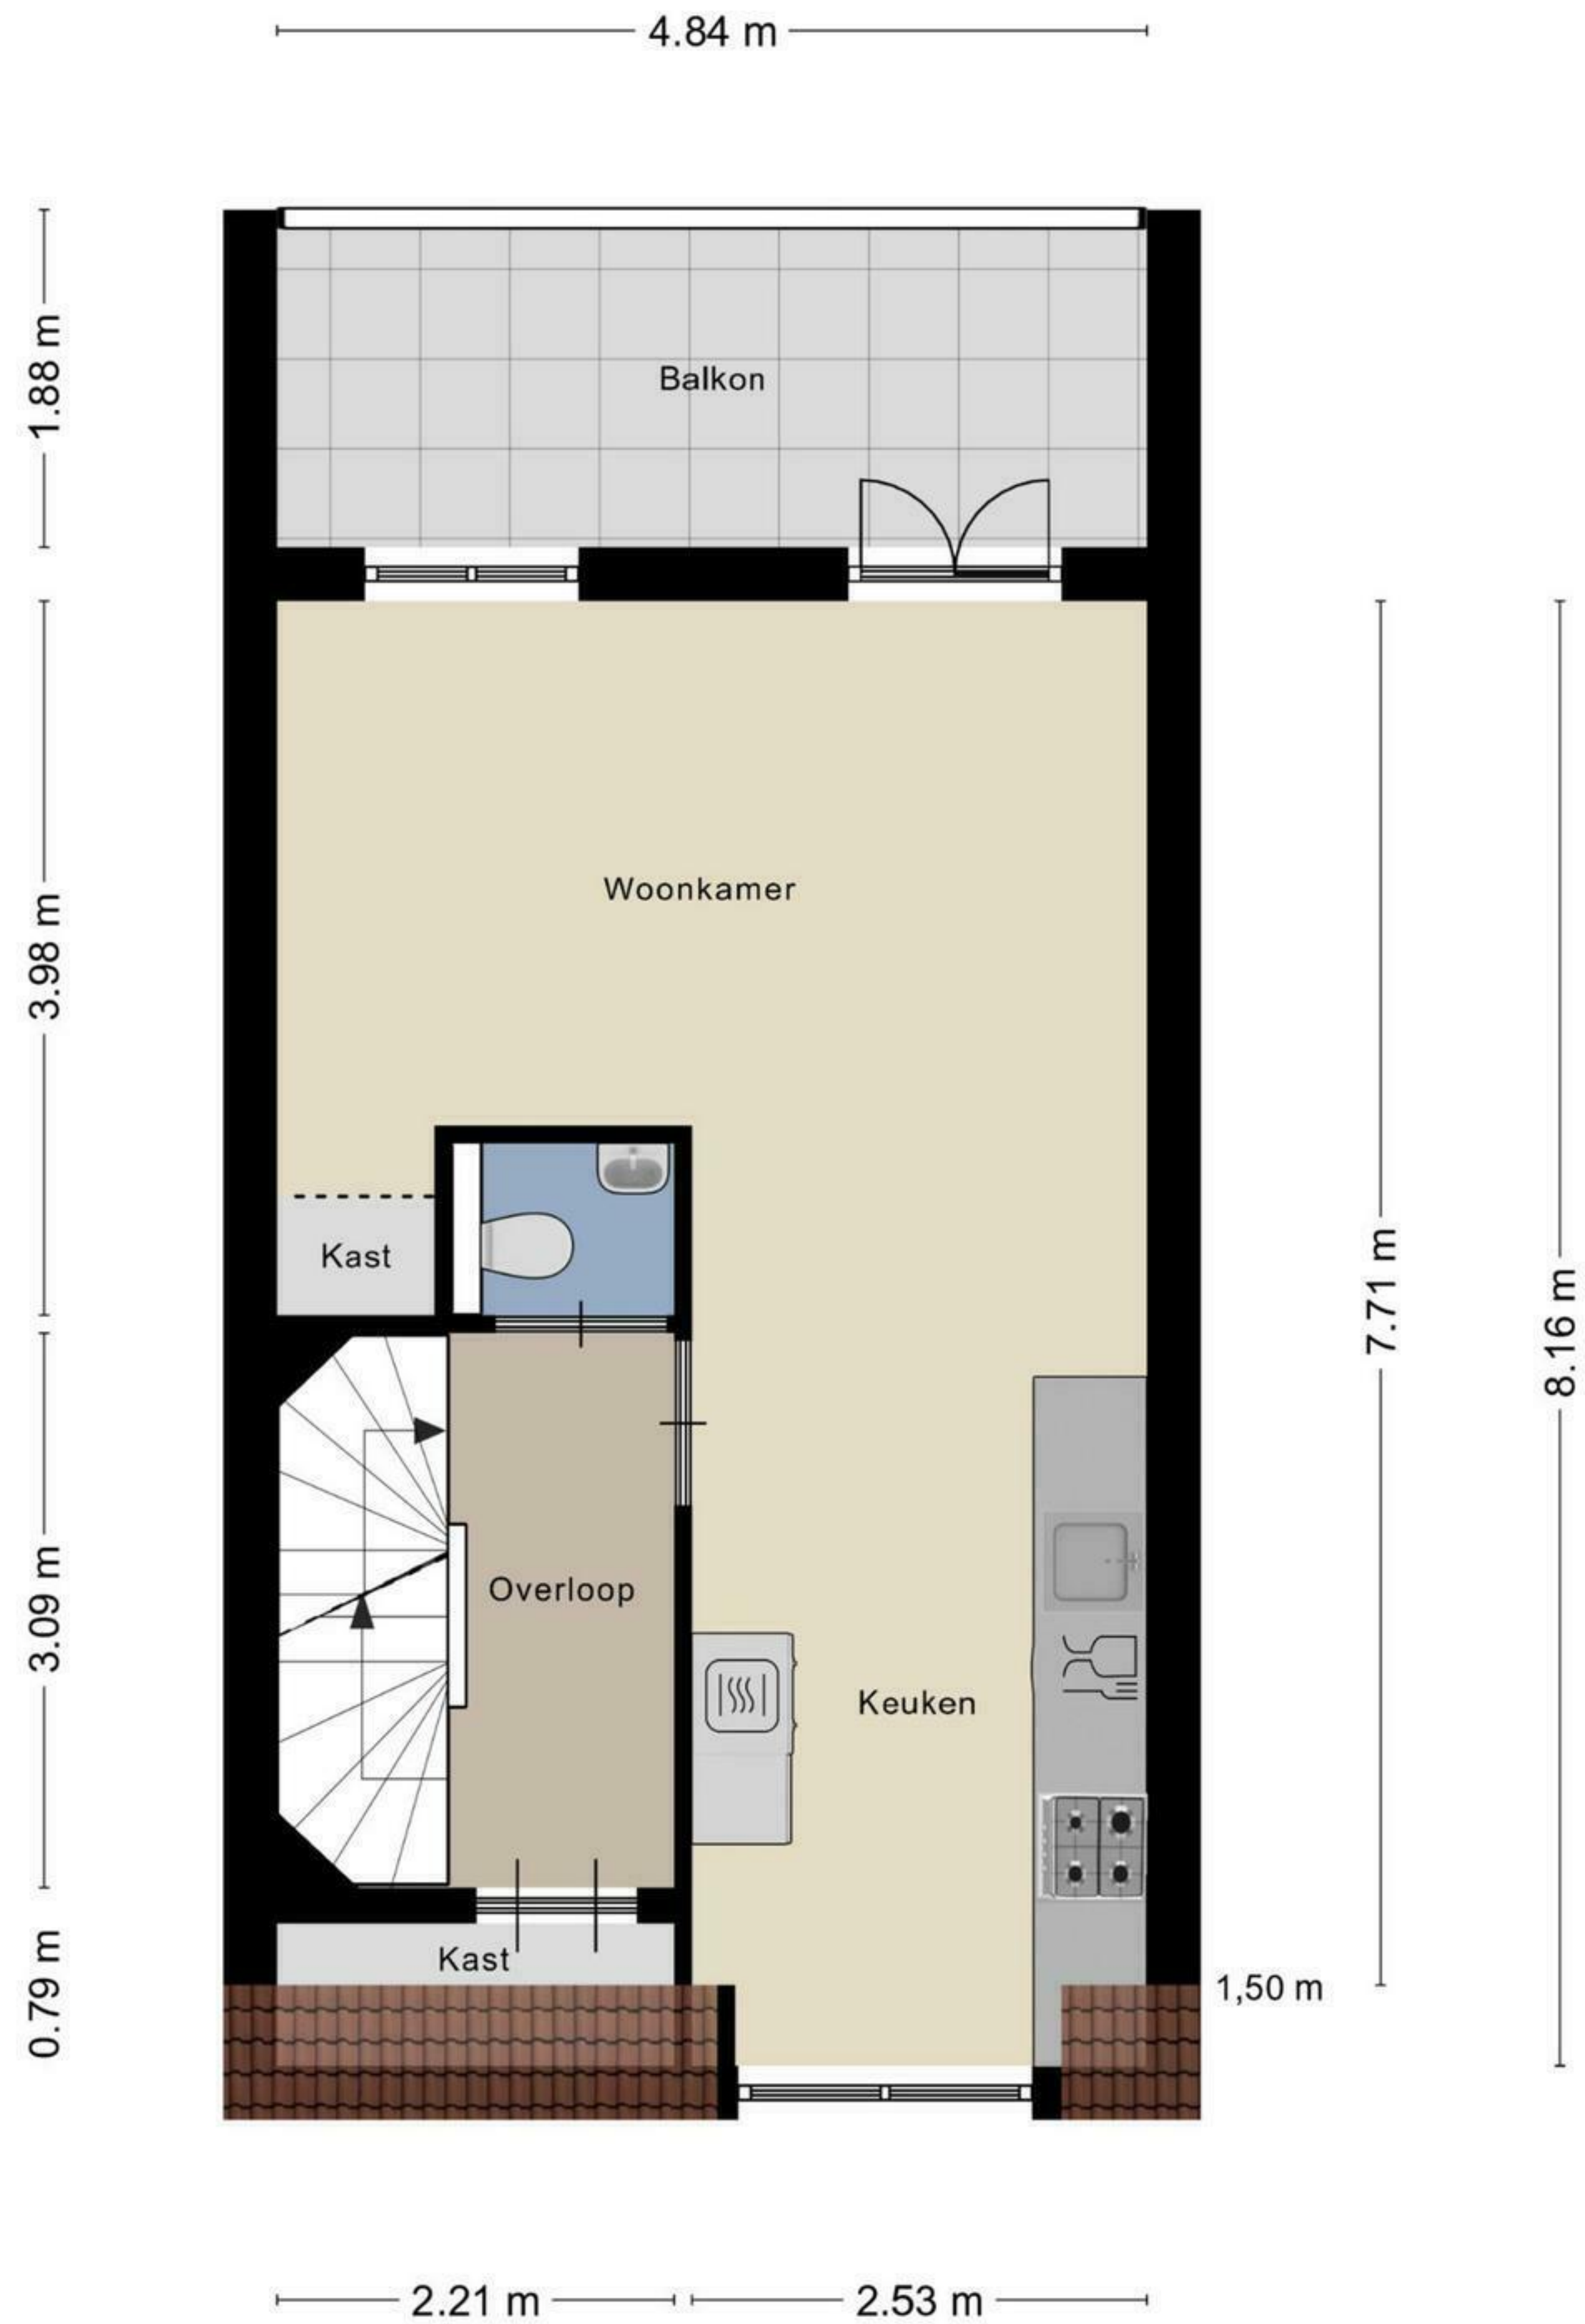 4.84 m
1.88 m
Balkon
3.98 m
Woonkamer
Kast
7.71 m
8.16 m
3.09 m
Overloop
Keuken
0.79 m
Kast
1,50 m
2.21 m
2.53 m